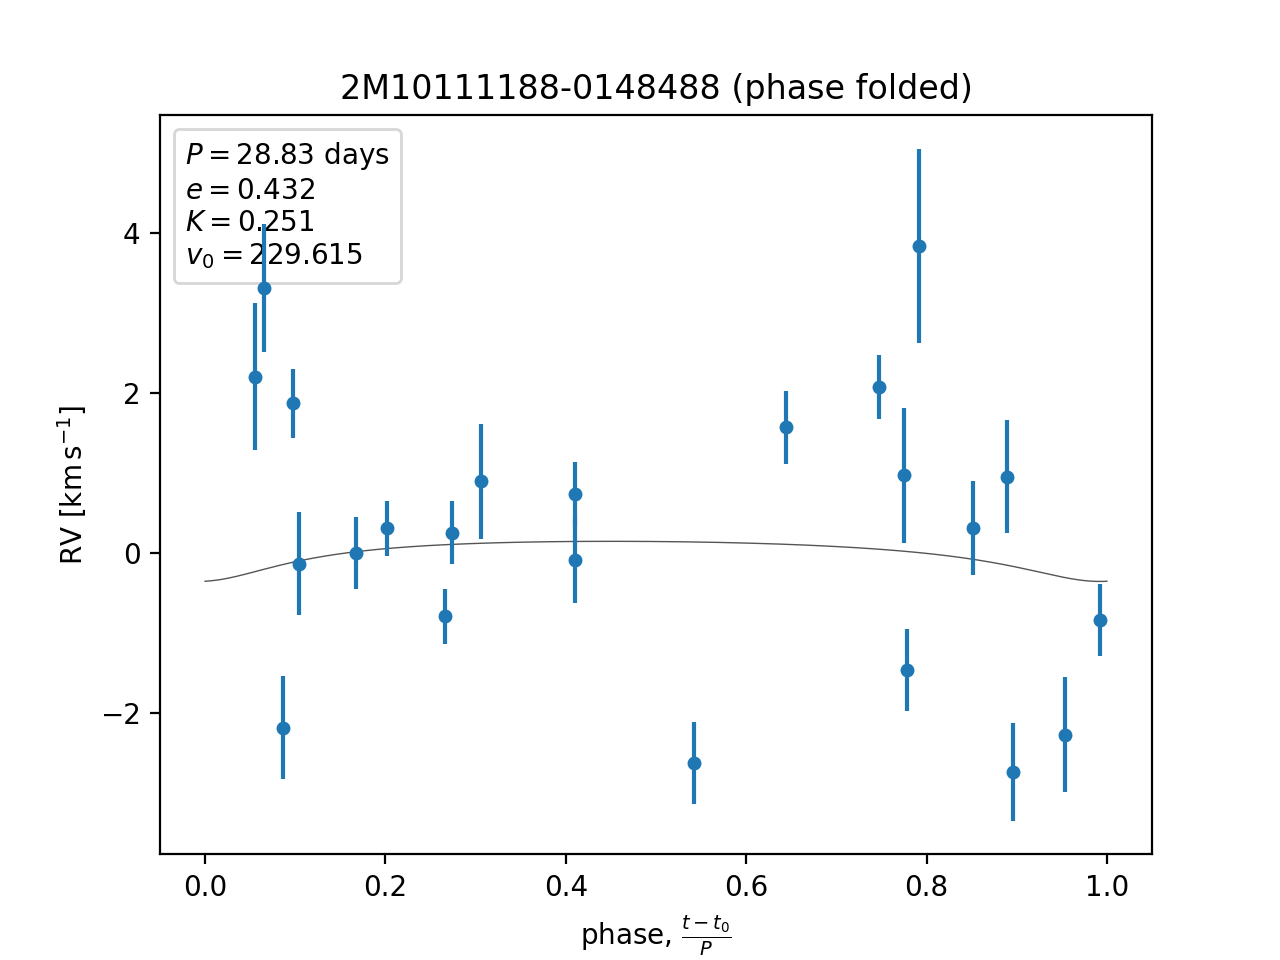 2M10111188-0148488 (phase folded)
P = 28.83 days
e = 0.432
K = 0.251
v₀ = 229.615
4
2
0
−2
RV [km s⁻¹]
0.0 0.2 0.4 0.6 0.8 1.0
phase, (t − t₀)/P